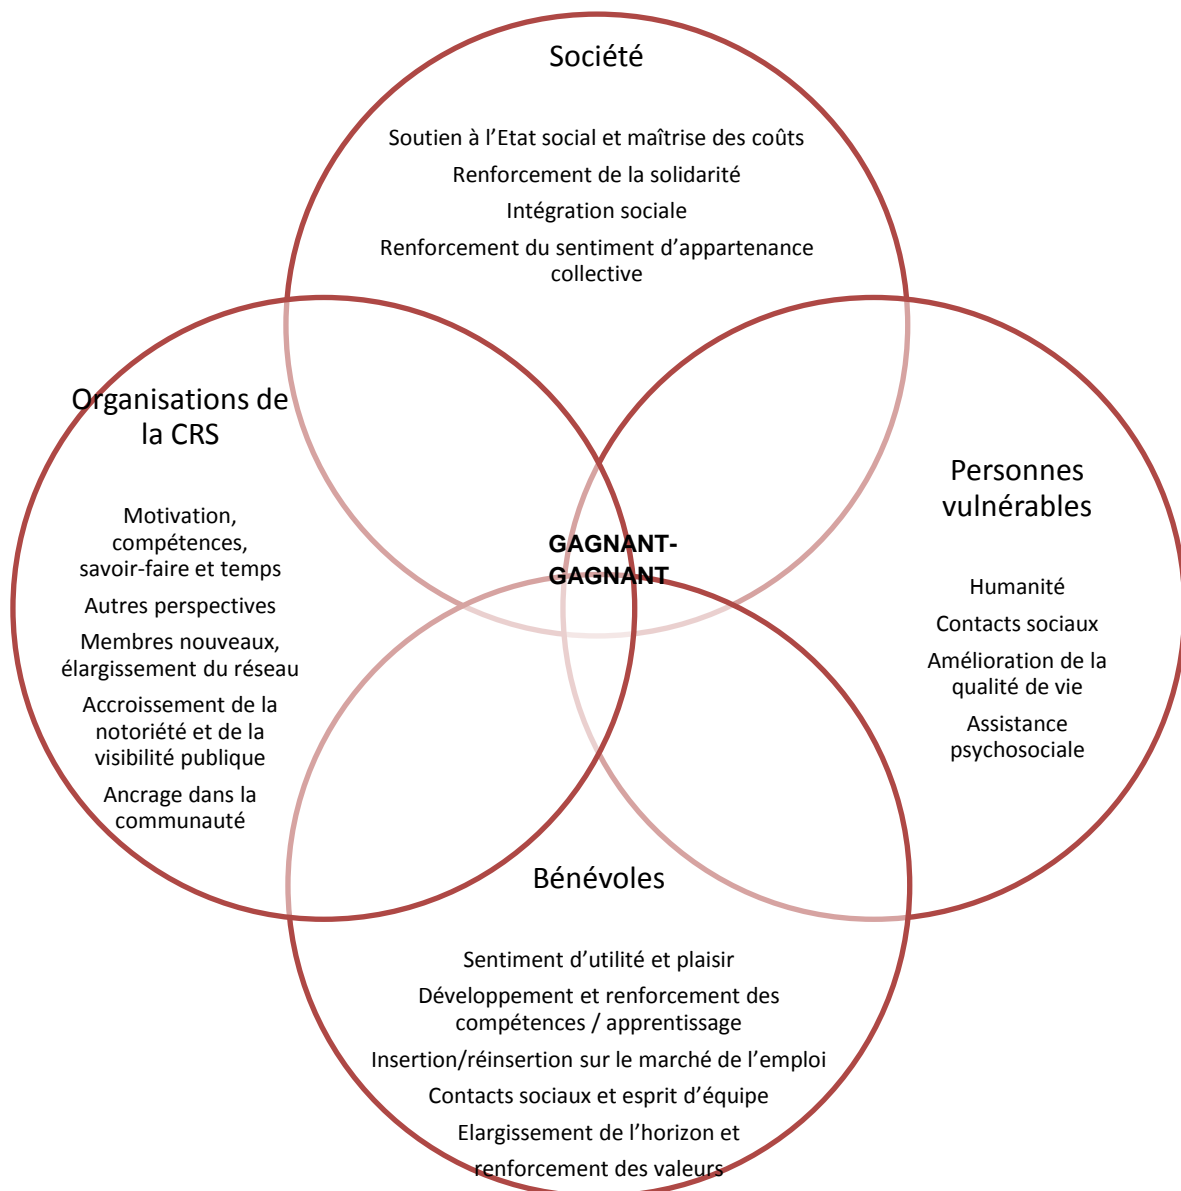 Société
Soutien à l’Etat social et maîtrise des coûts
Renforcement de la solidarité
Intégration sociale
Renforcement du sentiment d’appartenance
collective
Organisations de
la CRS
Motivation,
compétences,
savoir-faire et temps
Autres perspectives
Membres nouveaux,
élargissement du réseau
Accroissement de la
notoriété et de la
visibilité publique
Ancrage dans la
communauté
GAGNANT-
GAGNANT
Personnes
vulnérables
Humanité
Contacts sociaux
Amélioration de la
qualité de vie
Assistance
psychosociale
Bénévoles
Sentiment d’utilité et plaisir
Développement et renforcement des
compétences / apprentissage
Insertion/réinsertion sur le marché de l’emploi
Contacts sociaux et esprit d’équipe
Elargissement de l’horizon et
renforcement des valeurs